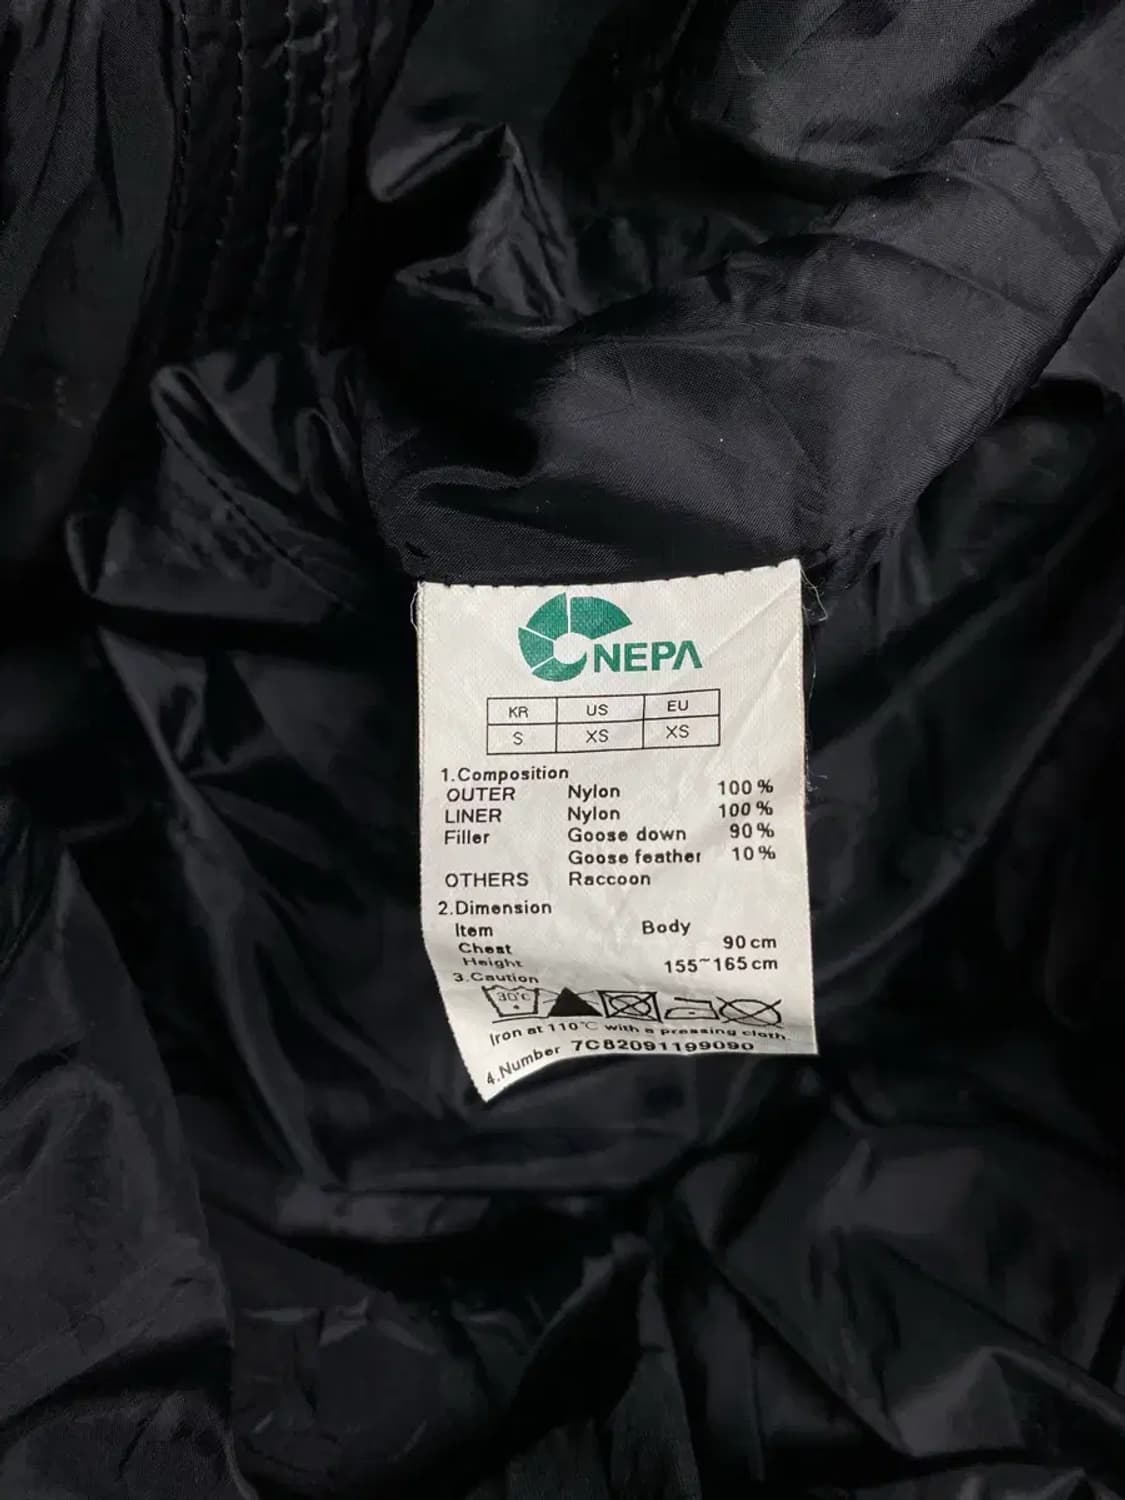 NEPA
KR US EU
S XS XS
1.Composition
OUTER Nylon 100%
LINER Nylon 100%
Filler Goose down 90%
Goose feather 10%
OTHERS Raccoon
2.Dimension
Item Body
Chest 90cm
Height 155~165cm
3.Caution
30℃
Iron at 110℃ with a pressing cloth.
4.Number 7C82091199090